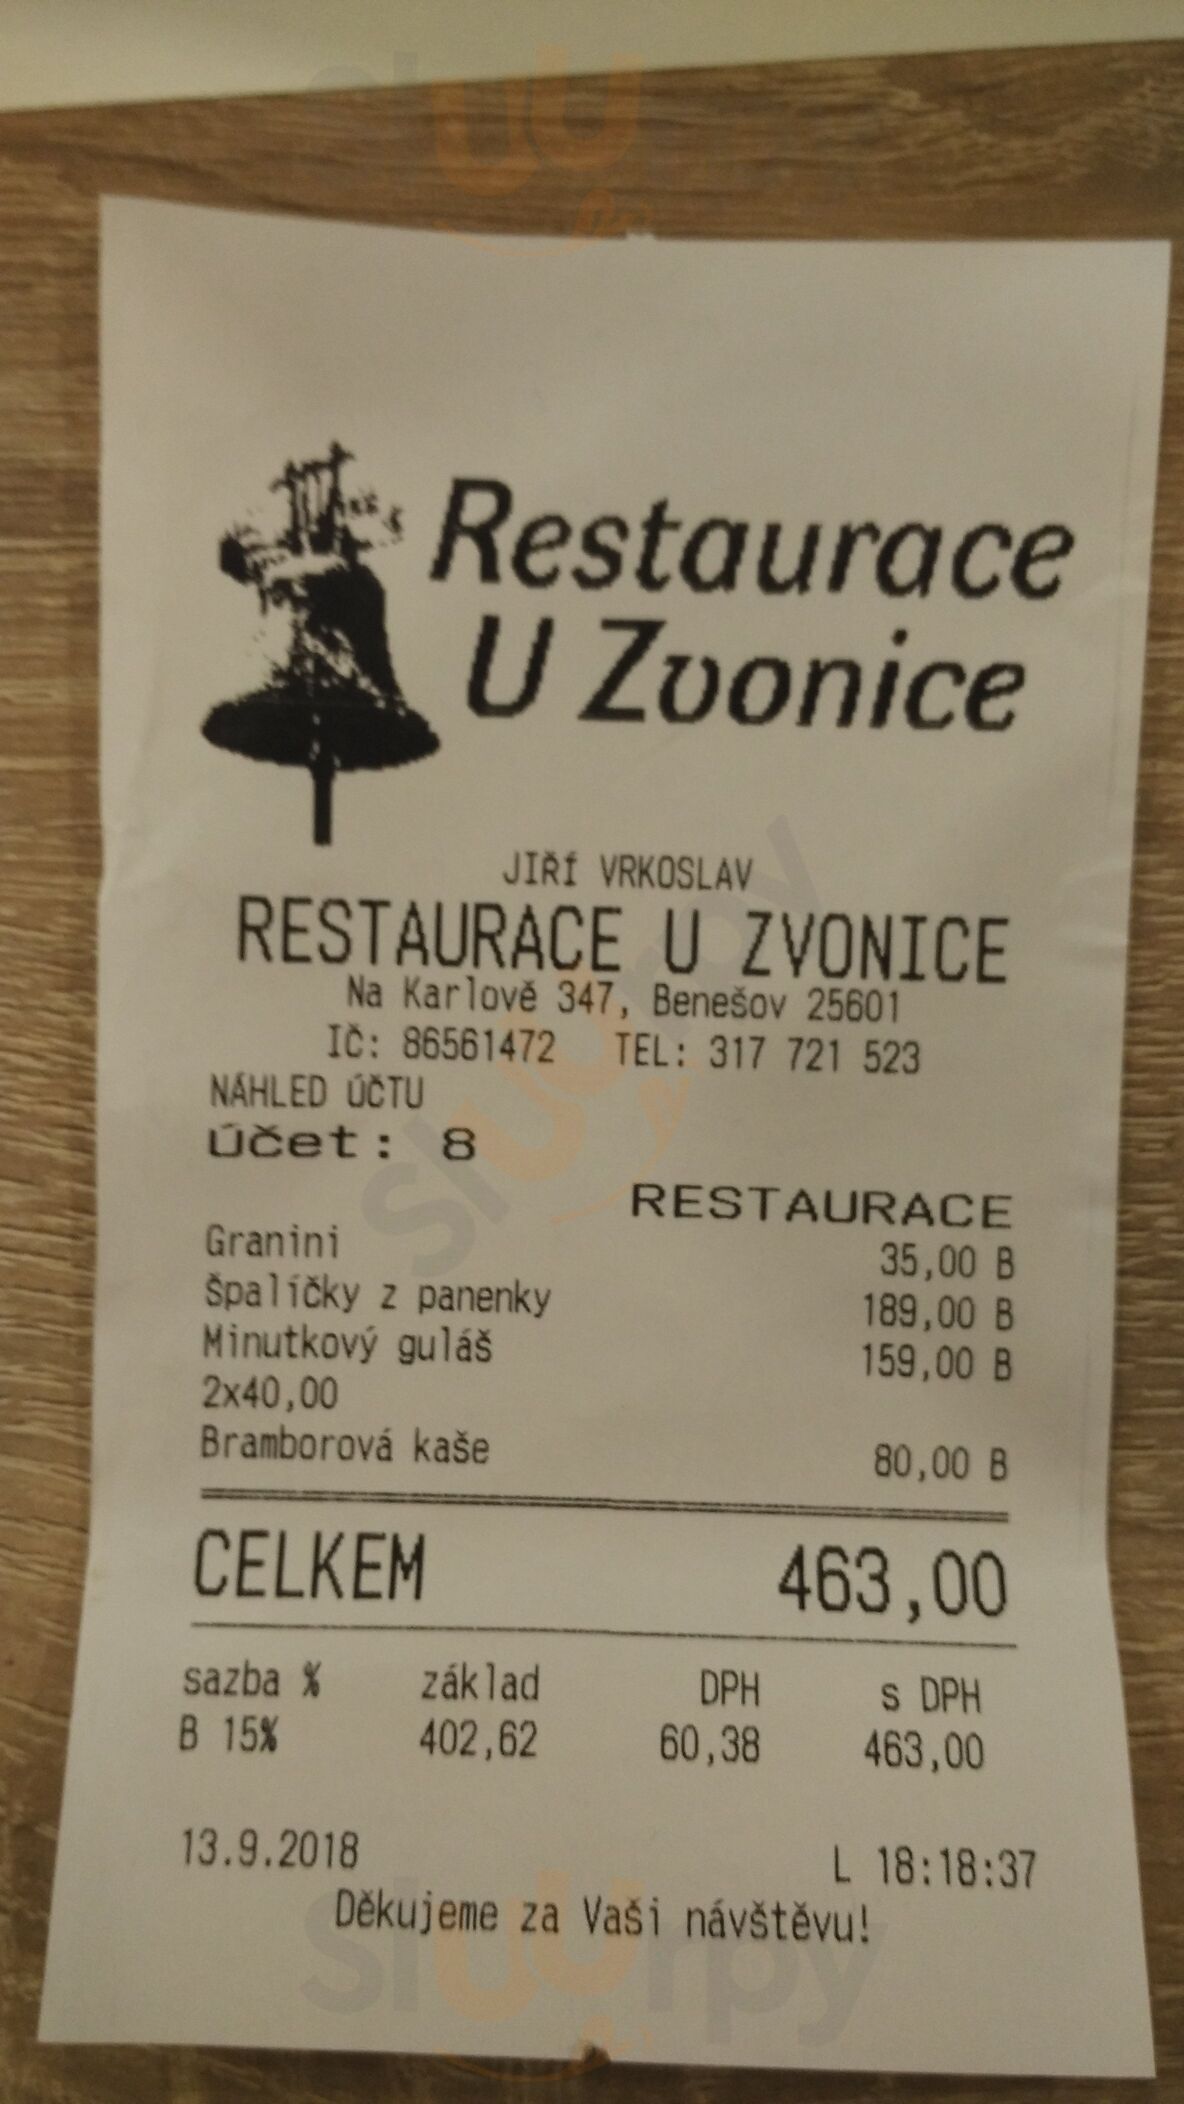 Restaurace
U Zvonice
JIŘÍ VRKOSLAV
RESTAURACE U ZVONICE
Na Karlově 347, Benešov 25601
IČ: 86561472 TEL: 317 721 523
NÁHLED ÚČTU
Účet: 8
RESTAURACE
Granini 35,00 B
Špalíčky z panenky 189,00 B
Minutkový guláš 159,00 B
2x40,00
Bramborová kaše 80,00 B
CELKEM 463,00
sazba % základ DPH s DPH
B 15% 402,62 60,38 463,00
13.9.2018 L 18:18:37
Děkujeme za Vaši návštěvu!
Sluurpy
Sluurpy
Sluurpy